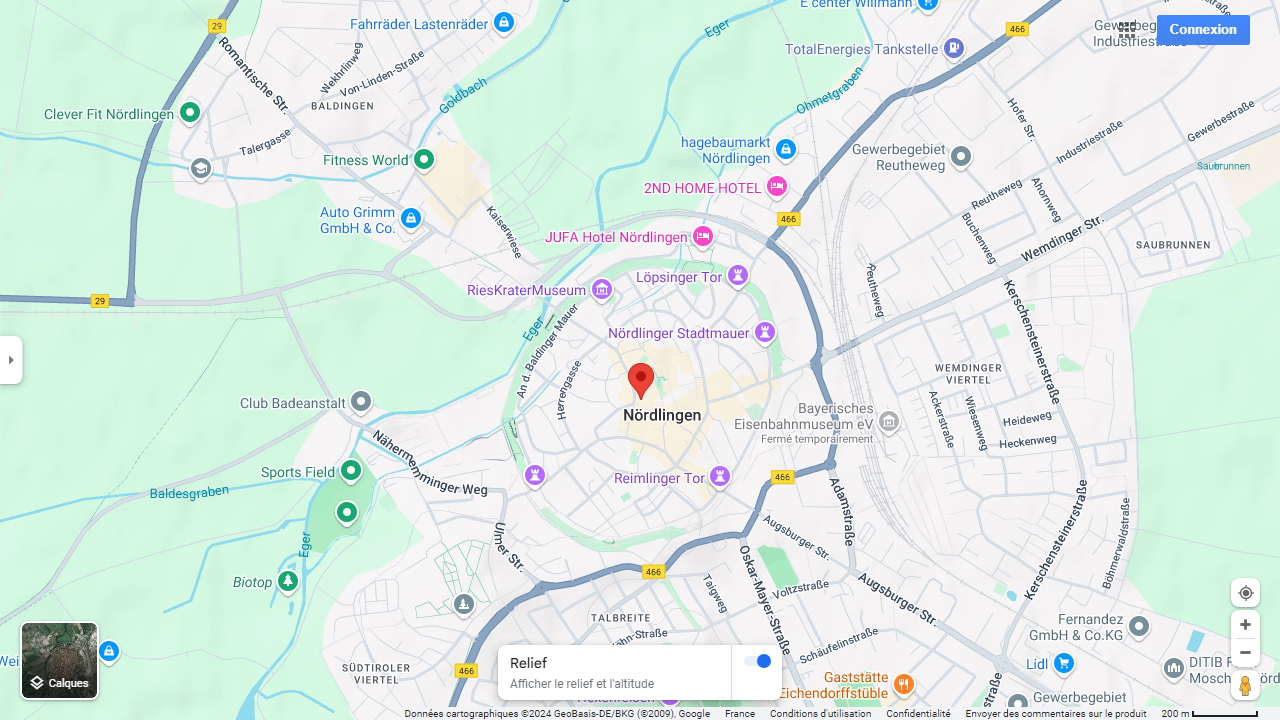 Fahrräder Lastenräder
E center Willmann
Connexion
29
Romantische Str.
Wekhrlinweg
Von-Linden-Straße
Eger
466
Gewerbegebiet
Industriestraße
TotalEnergies Tankstelle
BALDINGEN
Goldbach
Ohmetgraben
Clever Fit Nördlingen
Talergasse
Fitness World
hagebaumarkt
Nördlingen
Gewerbegebiet
Reutheweg
Hofer Str.
Industriestraße
Gewerbestraße
Saubrunnen
2ND HOME HOTEL
Reutheweg
Ahornweg
Auto Grimm
GmbH & Co.
Kaiserwiese
466
Buchenweg
Wemdinger Str.
JUFA Hotel Nördlingen
SAUBRUNNEN
Löpsinger Tor
Reutheweg
RiesKraterMuseum
29
Eger
An d. Baldinger Mauer
Nördlinger Stadtmauer
Kerschensteinerstraße
Herrengasse
WEMDINGER
VIERTEL
Club Badeanstalt
Nördlingen
Bayerisches
Eisenbahnmuseum eV
Fermé temporairement
Ackerstraße
Wiesenweg
Heideweg
Heckenweg
Nähermemminger Weg
Sports Field
Reimlinger Tor
466
Baldesgraben
Adamstraße
Kerschensteinerstraße
Böhmerwaldstraße
Eger
Ulmer Str.
Augsburger Str.
Oskar-Mayer-Straße
Biotop
466
Taigweg
Voltzstraße
Augsburger Str.
TALBREITE
Fernandez
GmbH & Co.KG
Schäufelinstraße
SÜDTIROLER
VIERTEL
466
Relief
Afficher le relief et l'altitude
Lidl
DITIB F
Gaststätte
Eichendorffstüble
Calques
Gewerbegebiet
Données cartographiques ©2024 GeoBasis-DE/BKG (©2009), Google
France
Conditions d'utilisation
Confidentialité
Envoyer des commentaires sur le produit
200 m